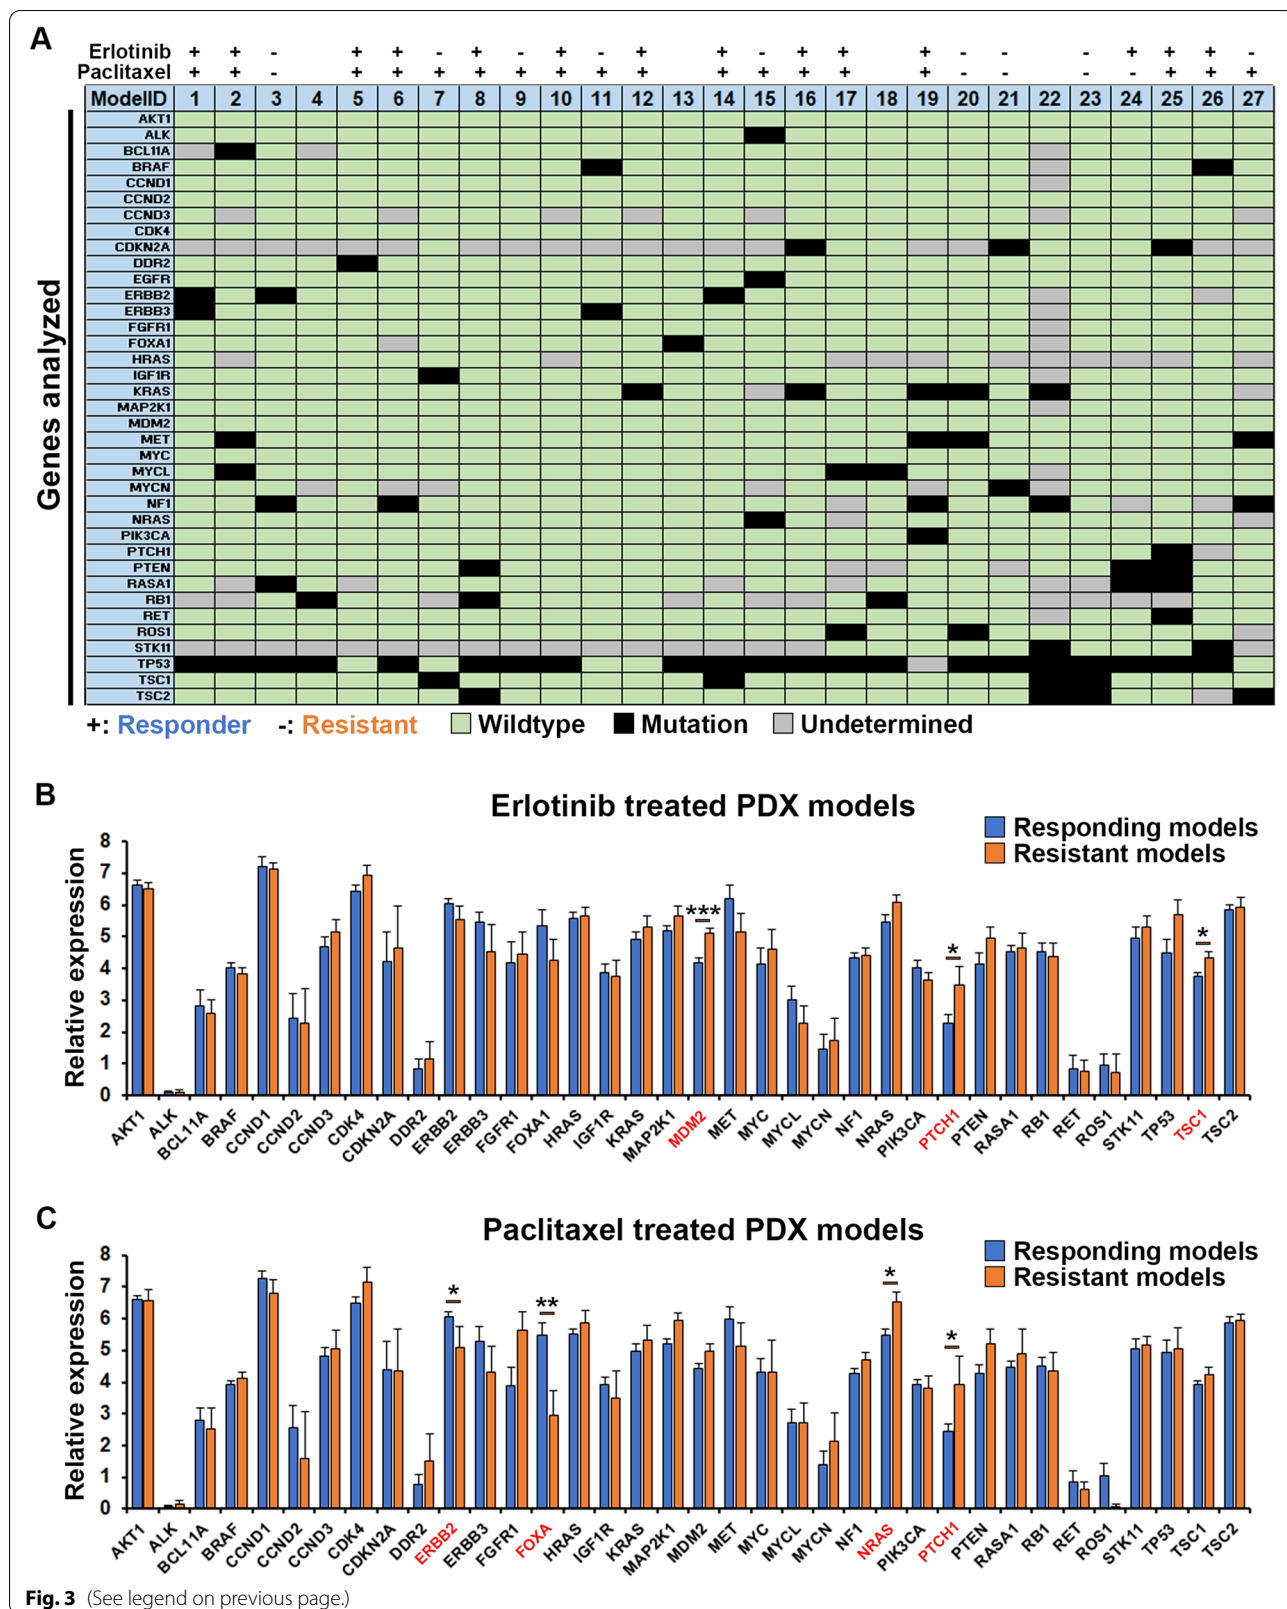 A
Erlotinib + + - + + - + - + - + + - + + + - - - + + + -
Paclitaxel + + - + + + + + + + + + + + + + - - - - + + +
ModelID 1 2 3 4 5 6 7 8 9 10 11 12 13 14 15 16 17 18 19 20 21 22 23 24 25 26 27
Genes analyzed
AKT1
ALK
BCL11A
BRAF
CCND1
CCND2
CCND3
CDK4
CDKN2A
DDR2
EGFR
ERBB2
ERBB3
FGFR1
FOXA1
HRAS
IGF1R
KRAS
MAP2K1
MDM2
MET
MYC
MYCL
MYCN
NF1
NRAS
PIK3CA
PTCH1
PTEN
RASA1
RB1
RET
ROS1
STK11
TP53
TSC1
TSC2
+: Responder -: Resistant Wildtype Mutation Undetermined
B
Erlotinib treated PDX models
Responding models
Resistant models
Relative expression
8
7
6
5
4
3
2
1
0
***
*
*
AKT1 ALK BCL11A BRAF CCND1 CCND2 CCND3 CDK4 CDKN2A DDR2 ERBB2 ERBB3 FGFR1 FOXA1 HRAS IGF1R KRAS MAP2K1 MDM2 MET MYC MYCL MYCN NF1 NRAS PIK3CA PTCH1 PTEN RASA1 RB1 RET ROS1 STK11 TP53 TSC1 TSC2
C
Paclitaxel treated PDX models
Responding models
Resistant models
Relative expression
8
7
6
5
4
3
2
1
0
*
**
*
*
AKT1 ALK BCL11A BRAF CCND1 CCND2 CCND3 CDK4 CDKN2A DDR2 ERBB2 ERBB3 FGFR1 FOXA HRAS IGF1R KRAS MAP2K1 MDM2 MET MYC MYCL MYCN NF1 NRAS PIK3CA PTCH1 PTEN RASA1 RB1 RET ROS1 STK11 TP53 TSC1 TSC2
Fig. 3 (See legend on previous page.)